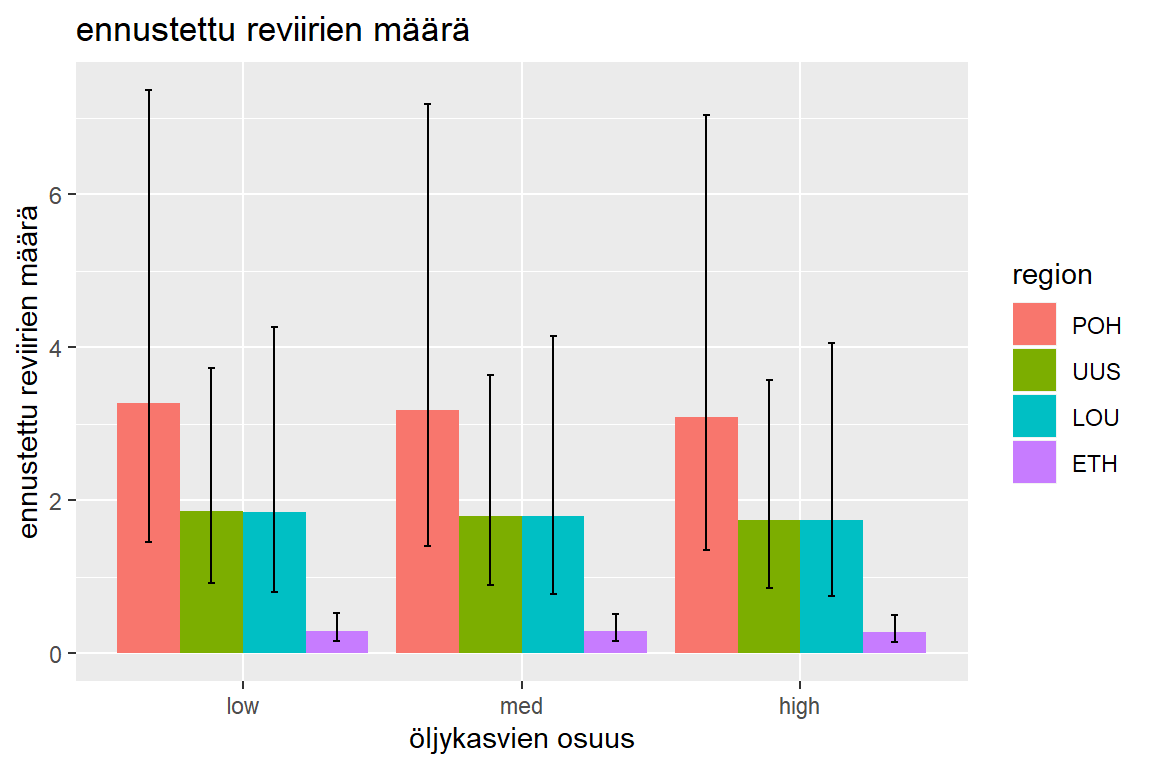 ennustettu reviirien määrä
ennustettu reviirien määrä
6
4
2
0
low med high
öljykasvien osuus
region
POH
UUS
LOU
ETH